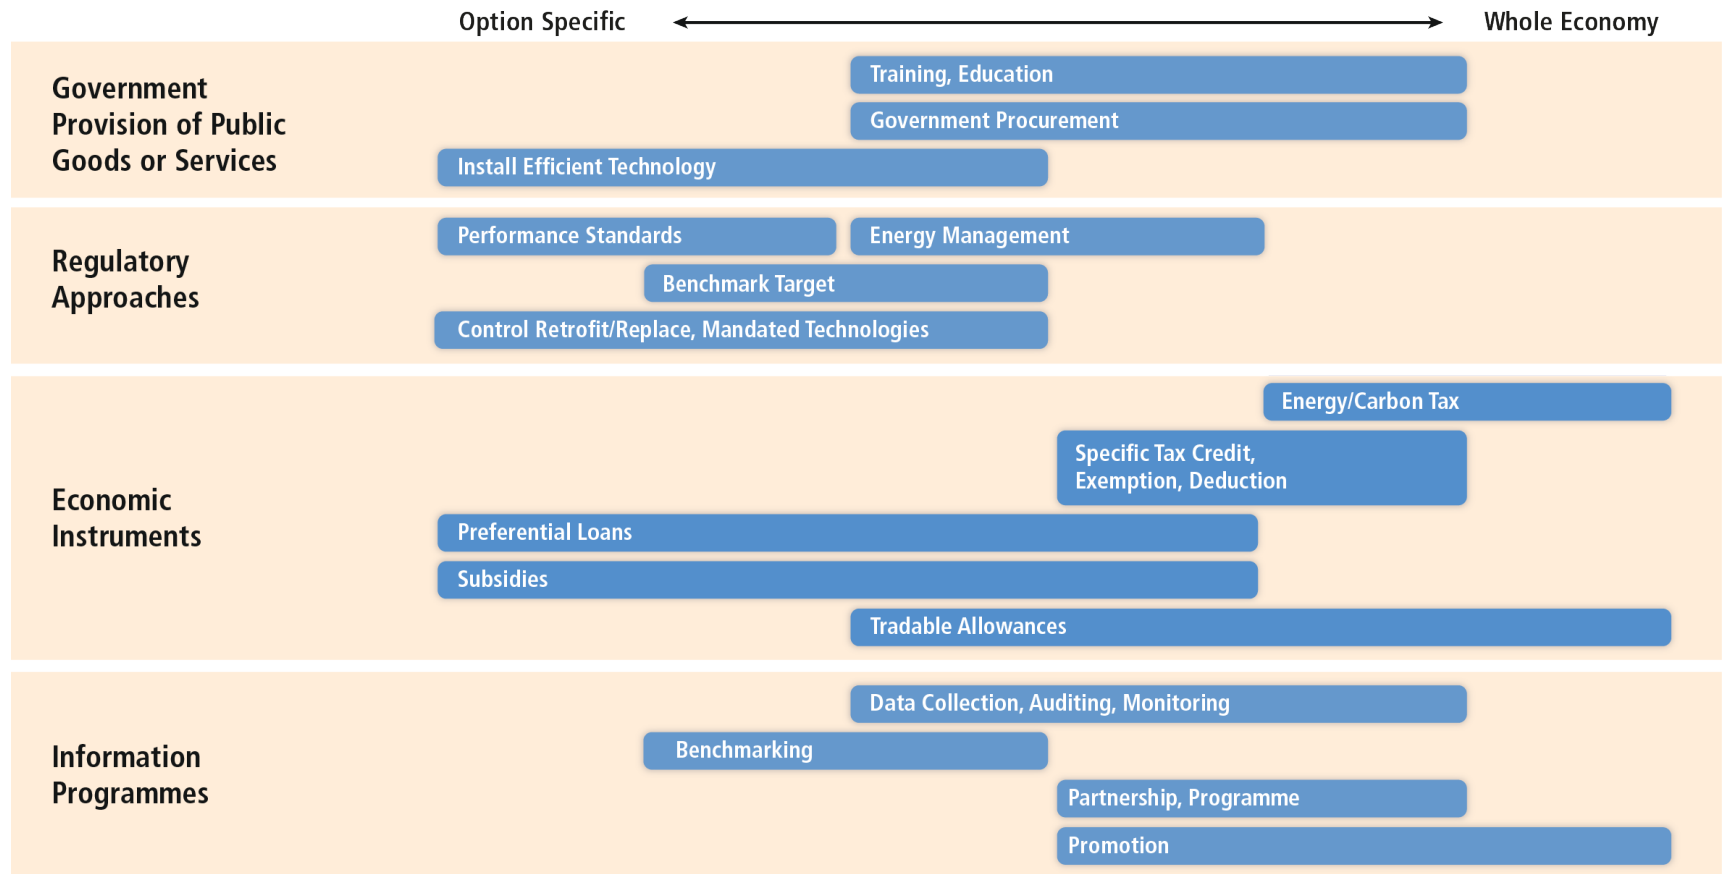 Option Specific
Whole Economy
Government
Provision of Public
Goods or Services
Training, Education
Government Procurement
Install Efficient Technology
Regulatory
Approaches
Performance Standards
Energy Management
Benchmark Target
Control Retrofit/Replace, Mandated Technologies
Economic
Instruments
Energy/Carbon Tax
Specific Tax Credit,
Exemption, Deduction
Preferential Loans
Subsidies
Tradable Allowances
Information
Programmes
Data Collection, Auditing, Monitoring
Benchmarking
Partnership, Programme
Promotion